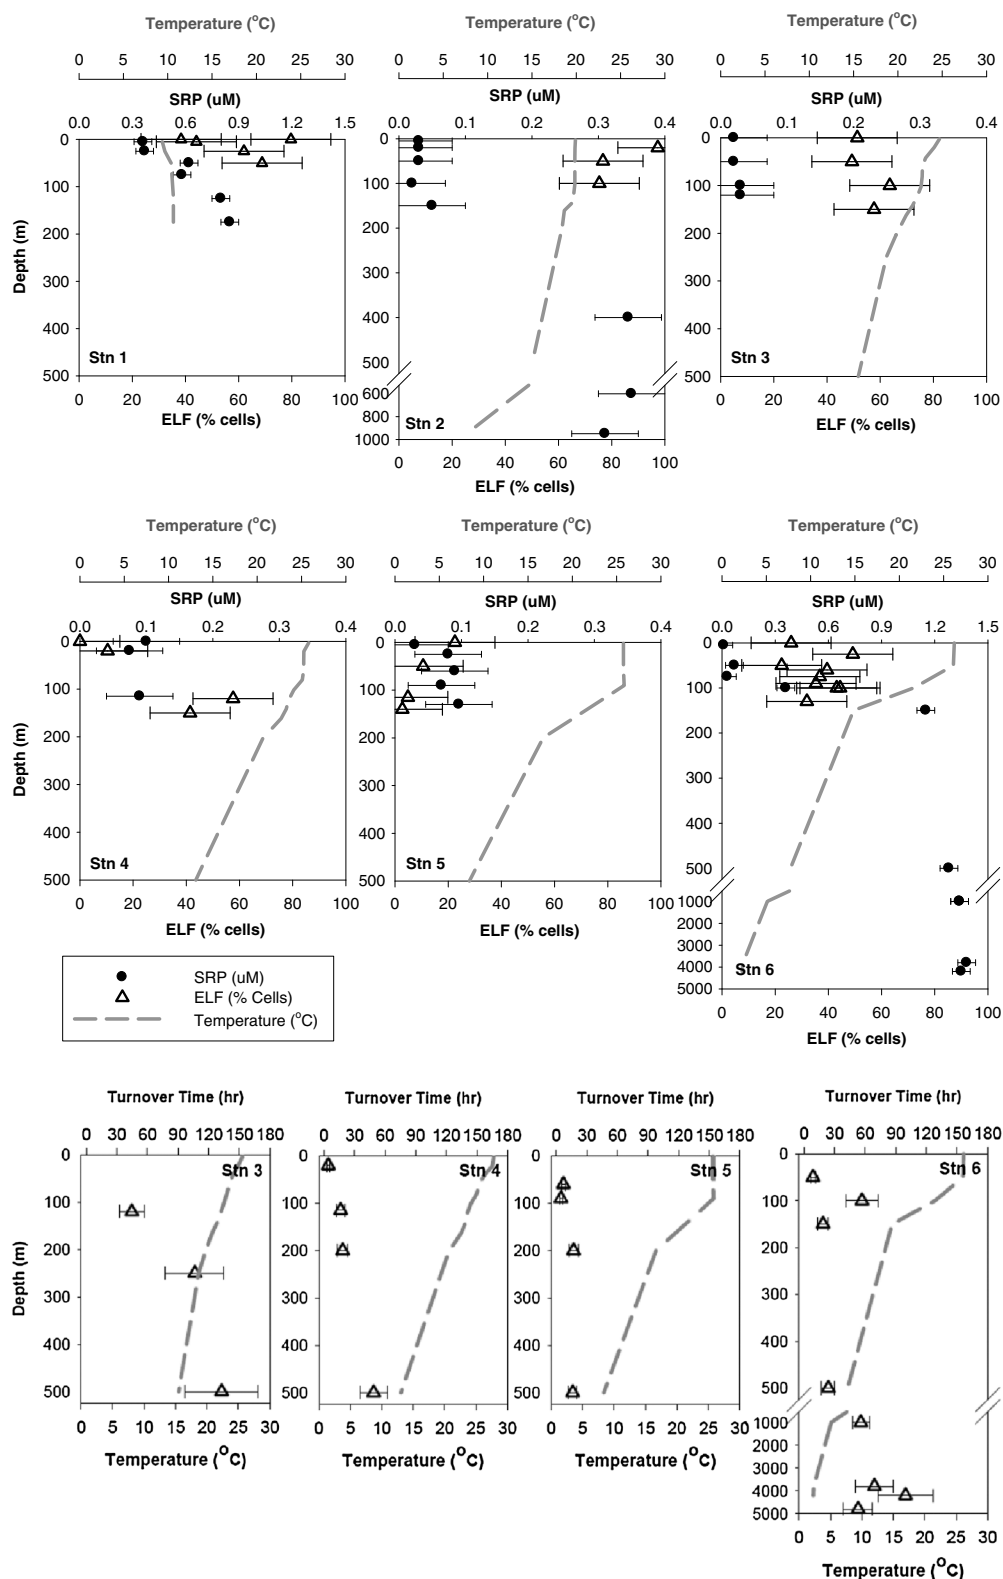 Temperature (°C)
0 5 10 15 20 25 30
SRP (uM)
0.0 0.3 0.6 0.9 1.2 1.5
Depth (m)
0
100
200
300
400
500
Stn 1
0 20 40 60 80 100
ELF (% cells)
Temperature (°C)
0 5 10 15 20 25 30
SRP (uM)
0.0 0.1 0.2 0.3 0.4
0
100
200
300
400
500
600
800
1000
Stn 2
0 20 40 60 80 100
ELF (% cells)
Temperature (°C)
0 5 10 15 20 25 30
SRP (uM)
0.0 0.1 0.2 0.3 0.4
0
100
200
300
400
500
Stn 3
0 20 40 60 80 100
ELF (% cells)
Temperature (°C)
0 5 10 15 20 25 30
SRP (uM)
0.0 0.1 0.2 0.3 0.4
Depth (m)
0
100
200
300
400
500
Stn 4
0 20 40 60 80 100
ELF (% cells)
Temperature (°C)
0 5 10 15 20 25 30
SRP (uM)
0.0 0.1 0.2 0.3 0.4
0
100
200
300
400
500
Stn 5
0 20 40 60 80 100
ELF (% cells)
Temperature (°C)
0 5 10 15 20 25 30
SRP (uM)
0.0 0.3 0.6 0.9 1.2 1.5
0
100
200
300
400
500
1000
2000
3000
4000
5000
Stn 6
0 20 40 60 80 100
ELF (% cells)
SRP (uM)
ELF (% Cells)
Temperature (°C)
Turnover Time (hr)
0 30 60 90 120 150 180
Stn 3
Depth (m)
0
100
200
300
400
500
0 5 10 15 20 25 30
Temperature (°C)
Turnover Time (hr)
0 30 60 90 120 150 180
Stn 4
0
100
200
300
400
500
0 5 10 15 20 25 30
Temperature (°C)
Turnover Time (hr)
0 30 60 90 120 150 180
Stn 5
0
100
200
300
400
500
0 5 10 15 20 25 30
Temperature (°C)
Turnover Time (hr)
0 30 60 90 120 150 180
Stn 6
0
100
200
300
400
500
1000
2000
3000
4000
5000
0 5 10 15 20 25 30
Temperature (°C)